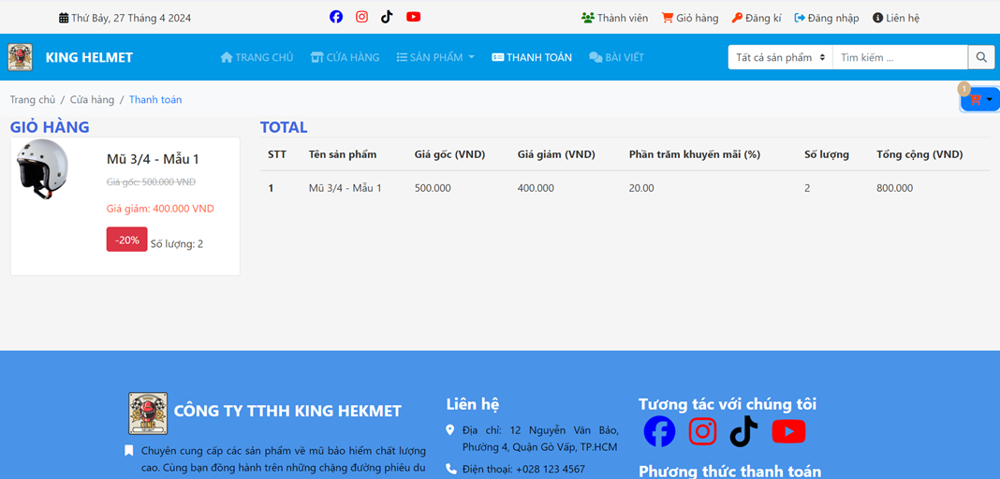 Thứ Bảy, 27 Tháng 4 2024
Thành viên Giỏ hàng Đăng kí Đăng nhập Liên hệ
KING HELMET TRANG CHỦ CỬA HÀNG SẢN PHẨM THANH TOÁN BÀI VIẾT Tất cả sản phẩm Tìm kiếm ...
Trang chủ / Cửa hàng / Thanh toán
1
GIỎ HÀNG
Mũ 3/4 - Mẫu 1
Giá gốc: 500.000 VND
Giá giảm: 400.000 VND
-20% Số lượng: 2
TOTAL
STT Tên sản phẩm Giá gốc (VND) Giá giảm (VND) Phần trăm khuyến mãi (%) Số lượng Tổng cộng (VND)
1 Mũ 3/4 - Mẫu 1 500.000 400.000 20.00 2 800.000
CÔNG TY TTHH KING HEKMET
Chuyên cung cấp các sản phẩm về mũ bảo hiểm chất lượng
cao. Cùng bạn đồng hành trên những chặng đường phiêu du
Liên hệ
Địa chỉ: 12 Nguyễn Văn Bảo,
Phường 4, Quận Gò Vấp, TP.HCM
Điện thoại: +028 123 4567
Tương tác với chúng tôi
Phương thức thanh toán